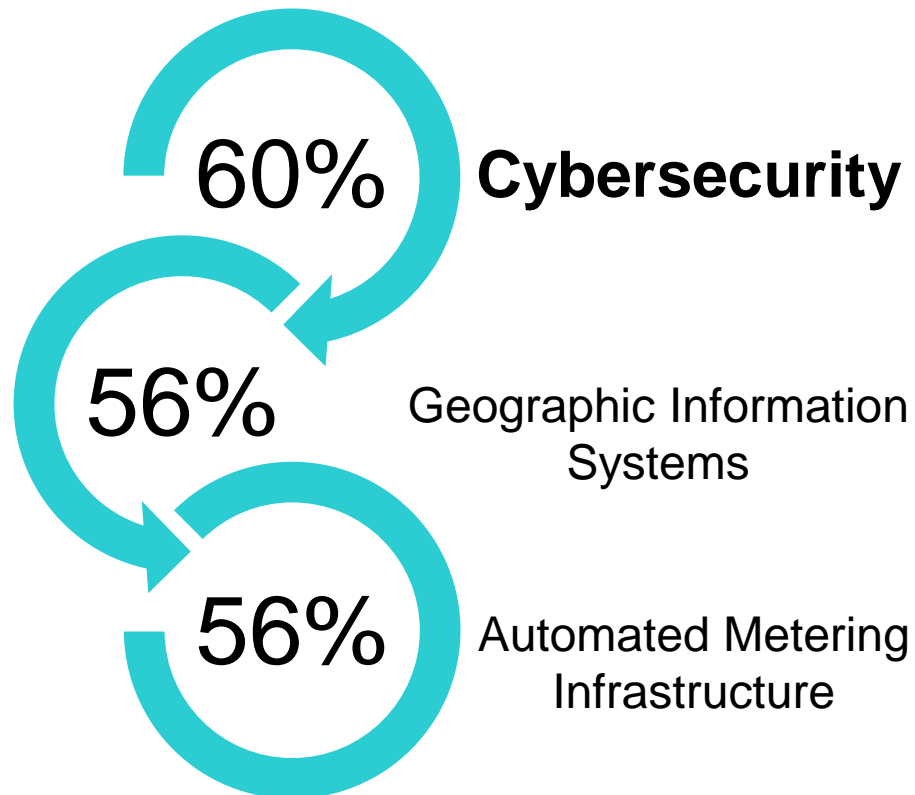 60%
Cybersecurity
56%
Geographic Information
Systems
56%
Automated Metering
Infrastructure